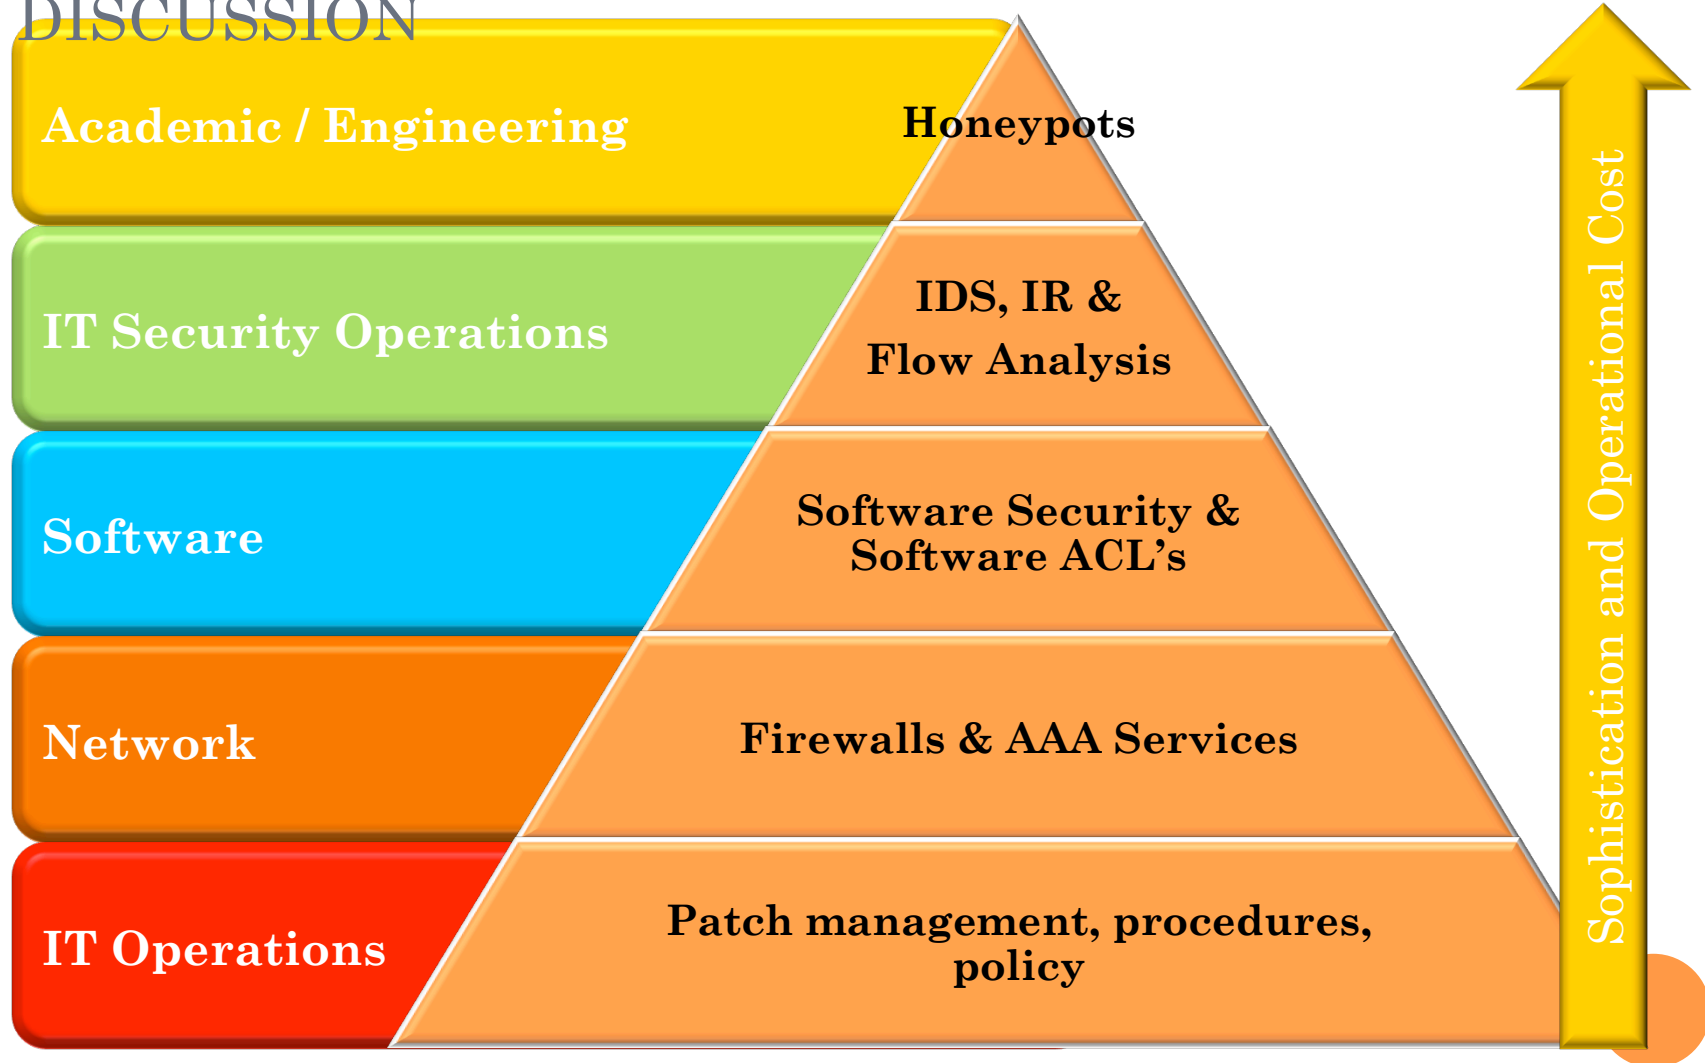 DISCUSSION
Academic / Engineering
Honeypots
IT Security Operations
IDS, IR &
Flow Analysis
Software
Software Security &
Software ACL’s
Network
Firewalls & AAA Services
IT Operations
Patch management, procedures,
policy
Sophistication and Operational Cost